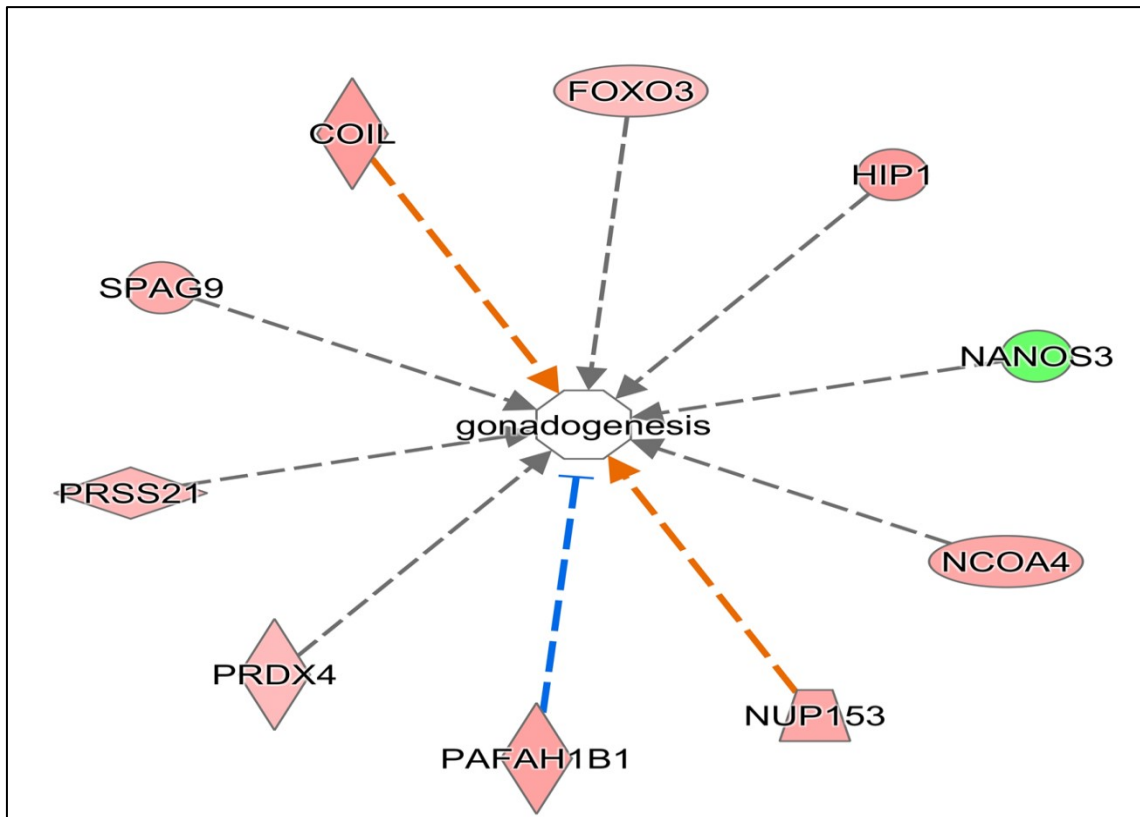 FOXO3
COIL
HIP1
SPAG9
NANOS3
gonadogenesis
PRSS21
NCOA4
PRDX4
NUP153
PAFAH1B1